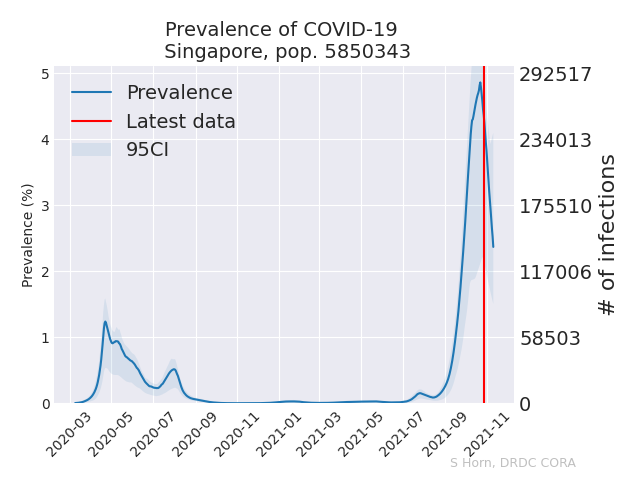 Prevalence of COVID-19
Singapore, pop. 5850343
Prevalence
Latest data
95CI
Prevalence (%)
5
4
3
2
1
0
292517
234013
175510
117006
58503
0
# of infections
2020-03
2020-05
2020-07
2020-09
2020-11
2021-01
2021-03
2021-05
2021-07
2021-09
2021-11
S Horn, DRDC CORA